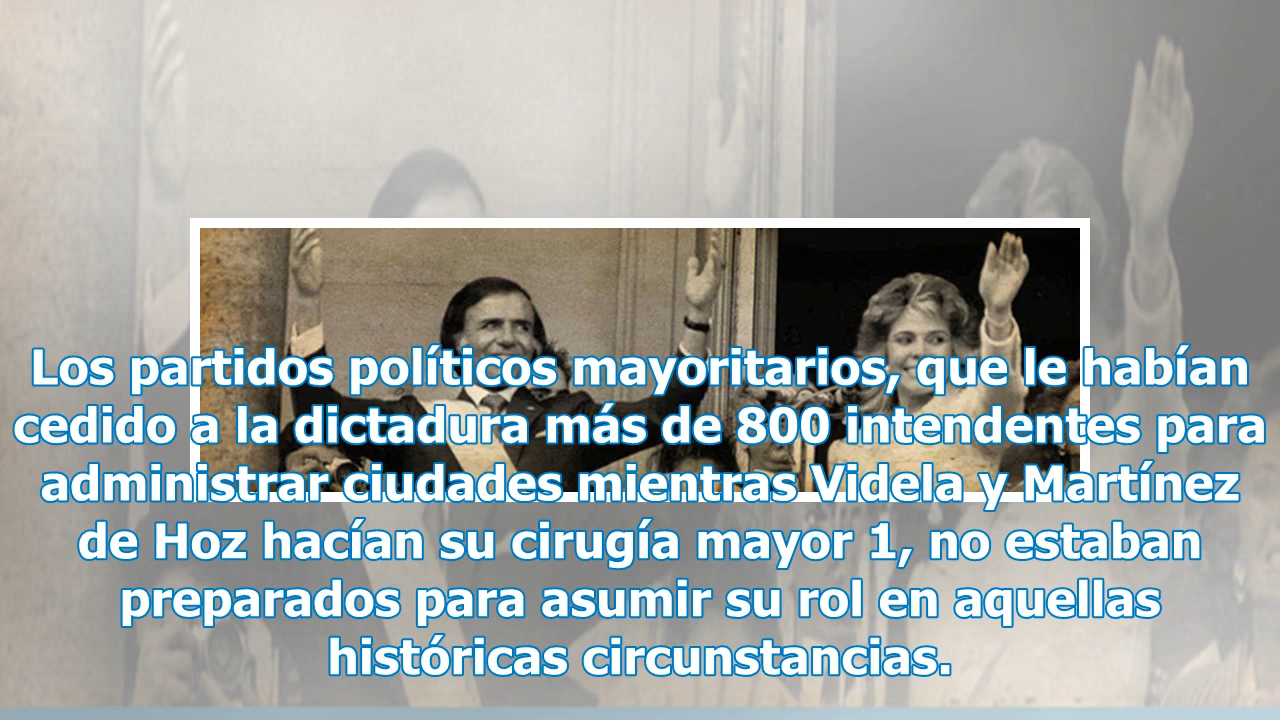 Los partidos políticos mayoritarios, que le habían
cedido a la dictadura más de 800 intendentes para
administrar ciudades mientras Videla y Martínez
de Hoz hacían su cirugía mayor 1, no estaban
preparados para asumir su rol en aquellas
históricas circunstancias.